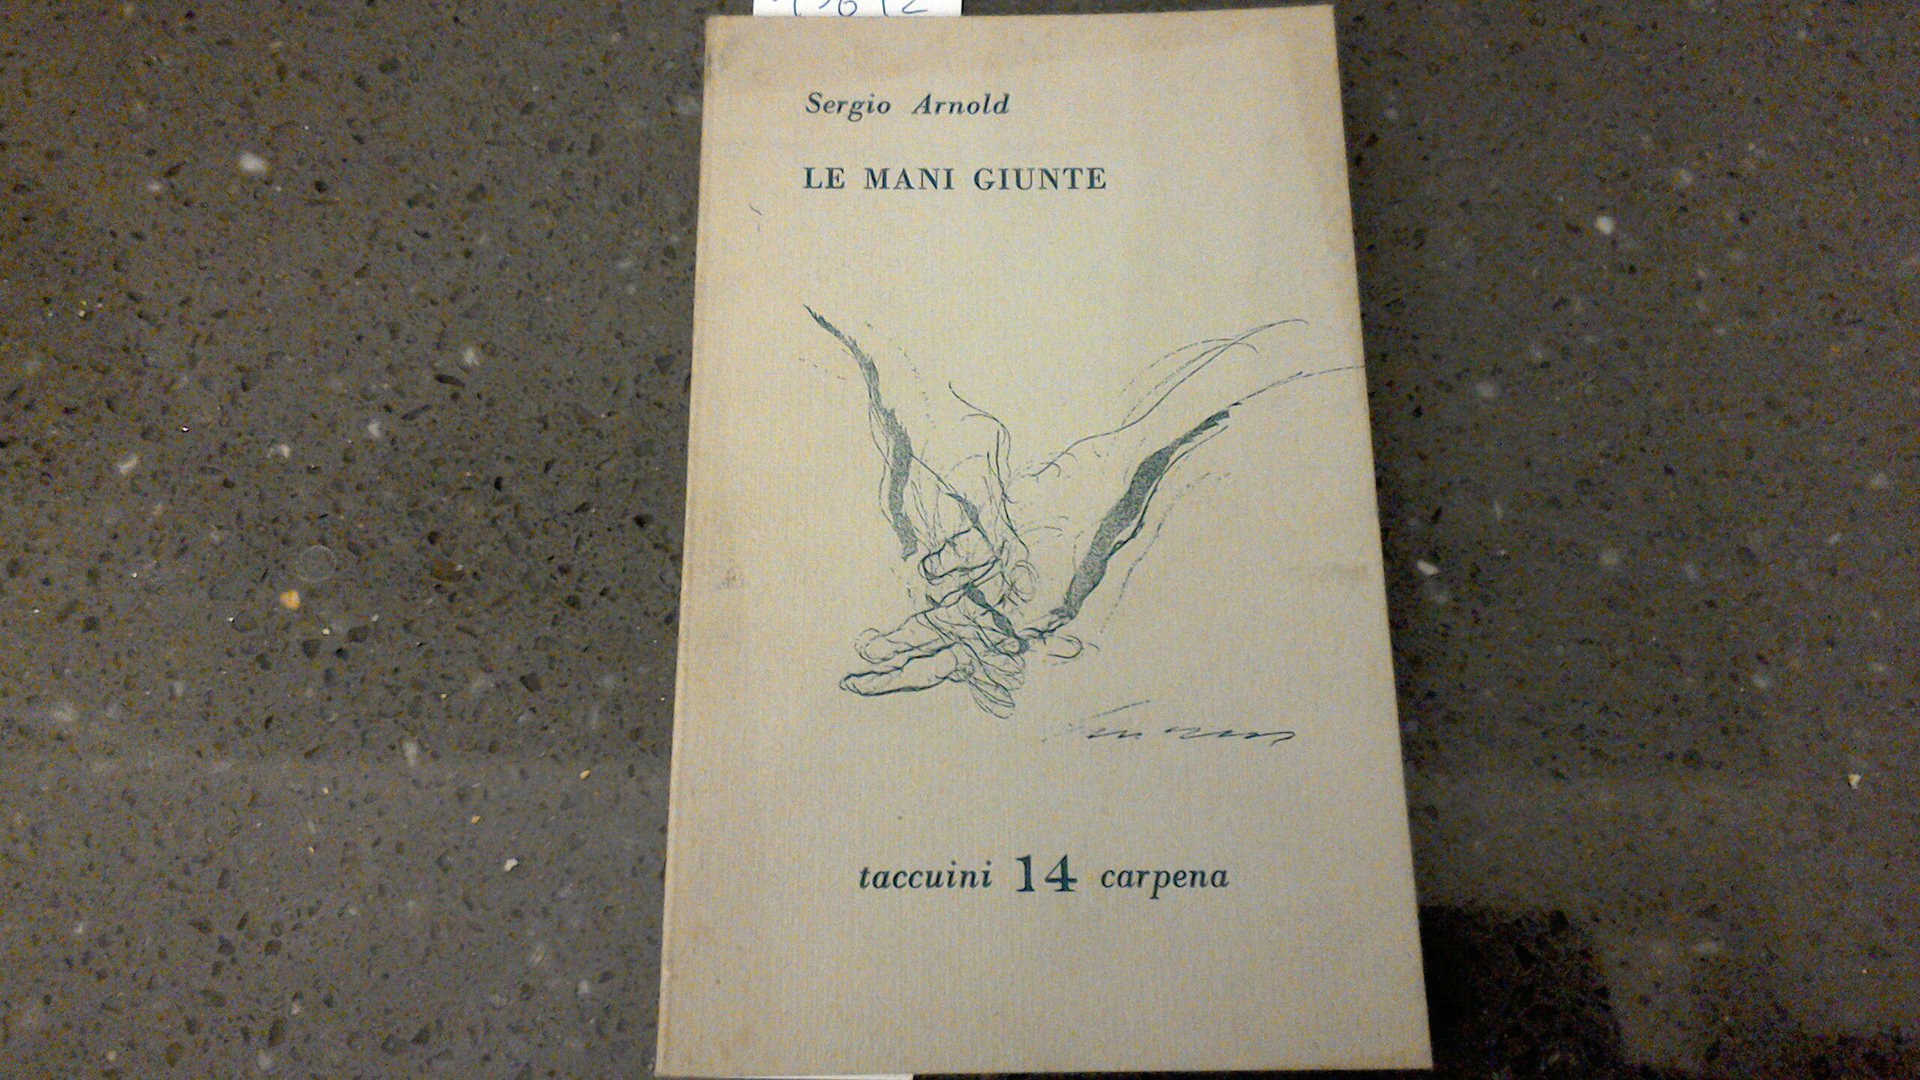 Sergio Arnold
LE MANI GIUNTE
taccuini 14 carpena